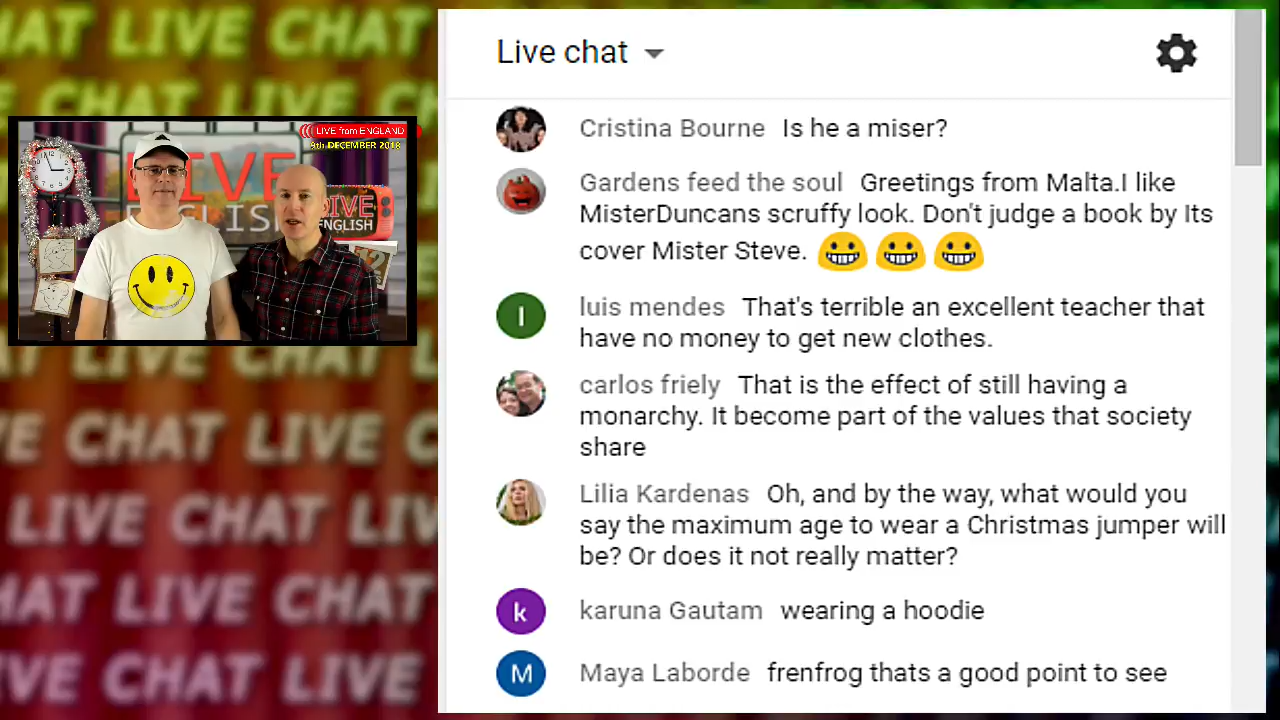 LIVE CHAT LIVE CHAT
LIVE from ENGLAND
9th DECEMBER 2018
LIVE
ENGLISH
LIVE
ENGLISH
12
Live chat
Cristina Bourne Is he a miser?
Gardens feed the soul Greetings from Malta.I like
MisterDuncans scruffy look. Don't judge a book by Its
cover Mister Steve. 😀😀😀
luis mendes That's terrible an excellent teacher that
have no money to get new clothes.
carlos friely That is the effect of still having a
monarchy. It become part of the values that society
share
Lilia Kardenas Oh, and by the way, what would you
say the maximum age to wear a Christmas jumper will
be? Or does it not really matter?
k
karuna Gautam wearing a hoodie
M
Maya Laborde frenfrog thats a good point to see